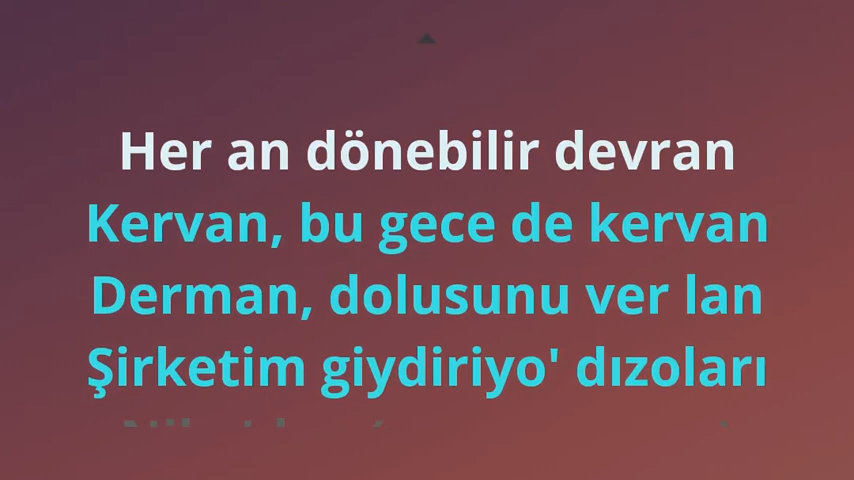 Her an dönebilir devran
Kervan, bu gece de kervan
Derman, dolusunu ver lan
Şirketim giydiriyo' dızoları